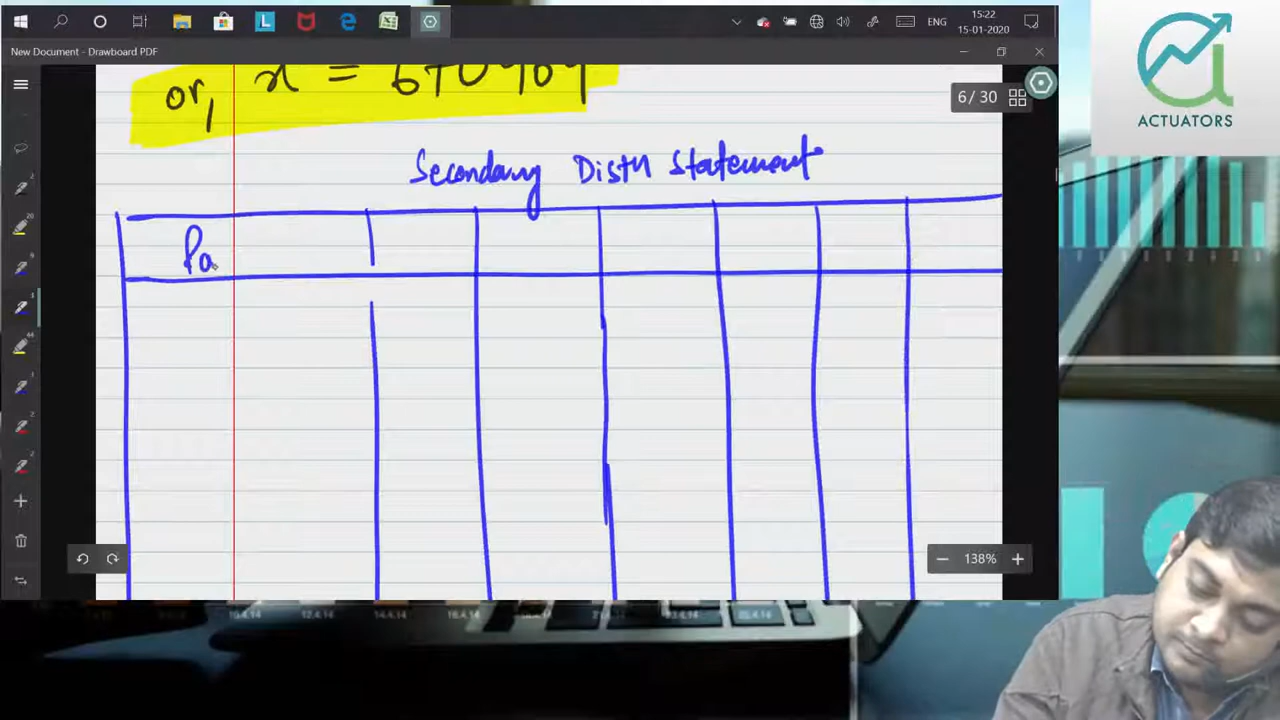 ENG
15:22
15-01-2020
New Document - Drawboard PDF
6 / 30
ACTUATORS
or, x =
Secondary Distn Statement
Pa
138%